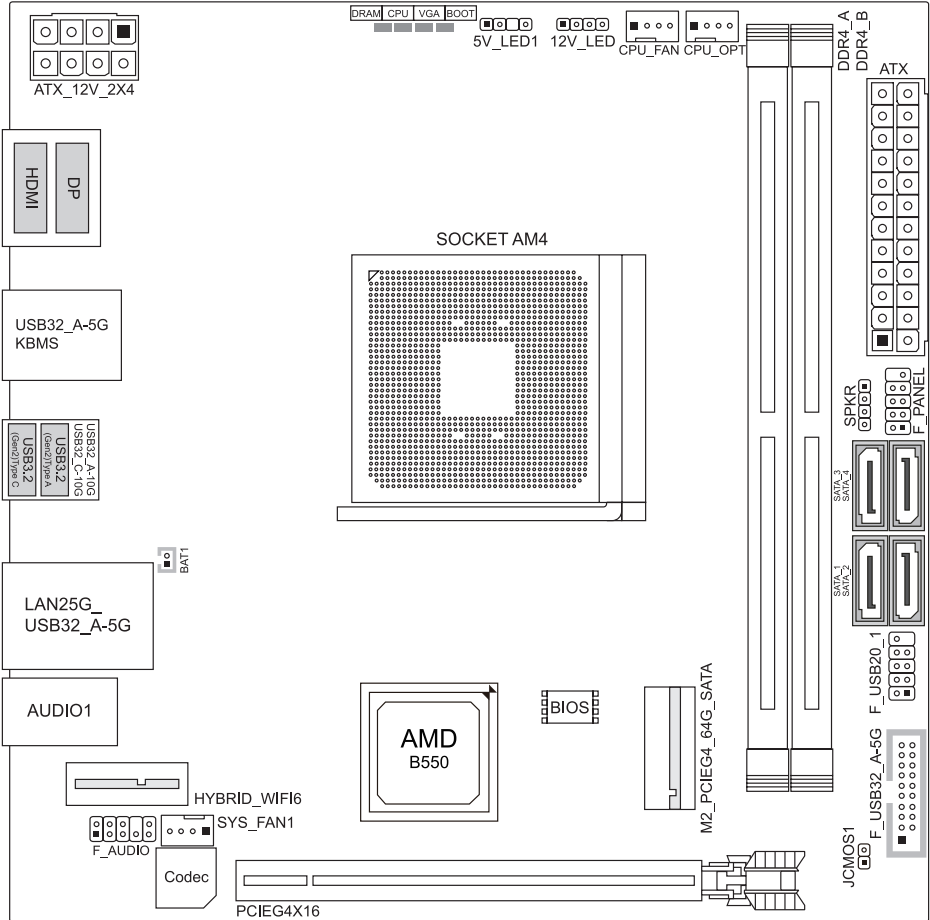 DRAM CPU VGA BOOT
5V_LED1
12V_LED
CPU_FAN
CPU_OPT
DDR4_A
DDR4_B
ATX_12V_2X4
ATX
HDMI
DP
SOCKET AM4
USB32_A-5G
KBMS
SPKR
F_PANEL
USB3.2
(Gen2)Type C
USB3.2
(Gen2)Type A
USB32_A-10G
USB32_C-10G
SATA_3
SATA_4
BAT1
SATA_1
SATA_2
LAN25G_
USB32_A-5G
F_USB20_1
AUDIO1
AMD
B550
BIOS
M2_PCIEG4_64G_SATA
F_USB32_A-5G
HYBRID_WIFI6
SYS_FAN1
F_AUDIO
JCMOS1
Codec
PCIEG4X16